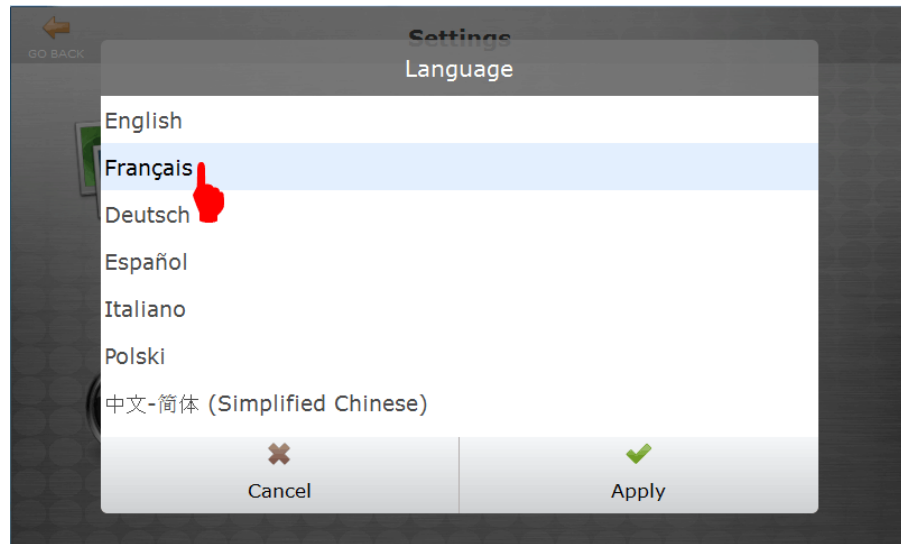 Settings
GO BACK
Language
English
Français
Deutsch
Español
Italiano
Polski
中文-简体 (Simplified Chinese)
Cancel
Apply